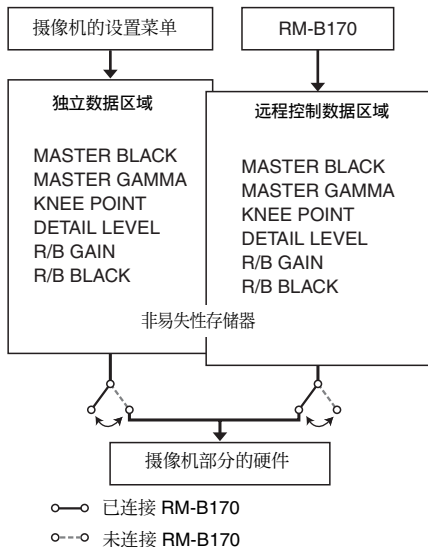 摄像机的设置菜单
RM-B170
独立数据区域
MASTER BLACK
MASTER GAMMA
KNEE POINT
DETAIL LEVEL
R/B GAIN
R/B BLACK
远程控制数据区域
MASTER BLACK
MASTER GAMMA
KNEE POINT
DETAIL LEVEL
R/B GAIN
R/B BLACK
非易失性存储器
摄像机部分的硬件
已连接 RM-B170
未连接 RM-B170